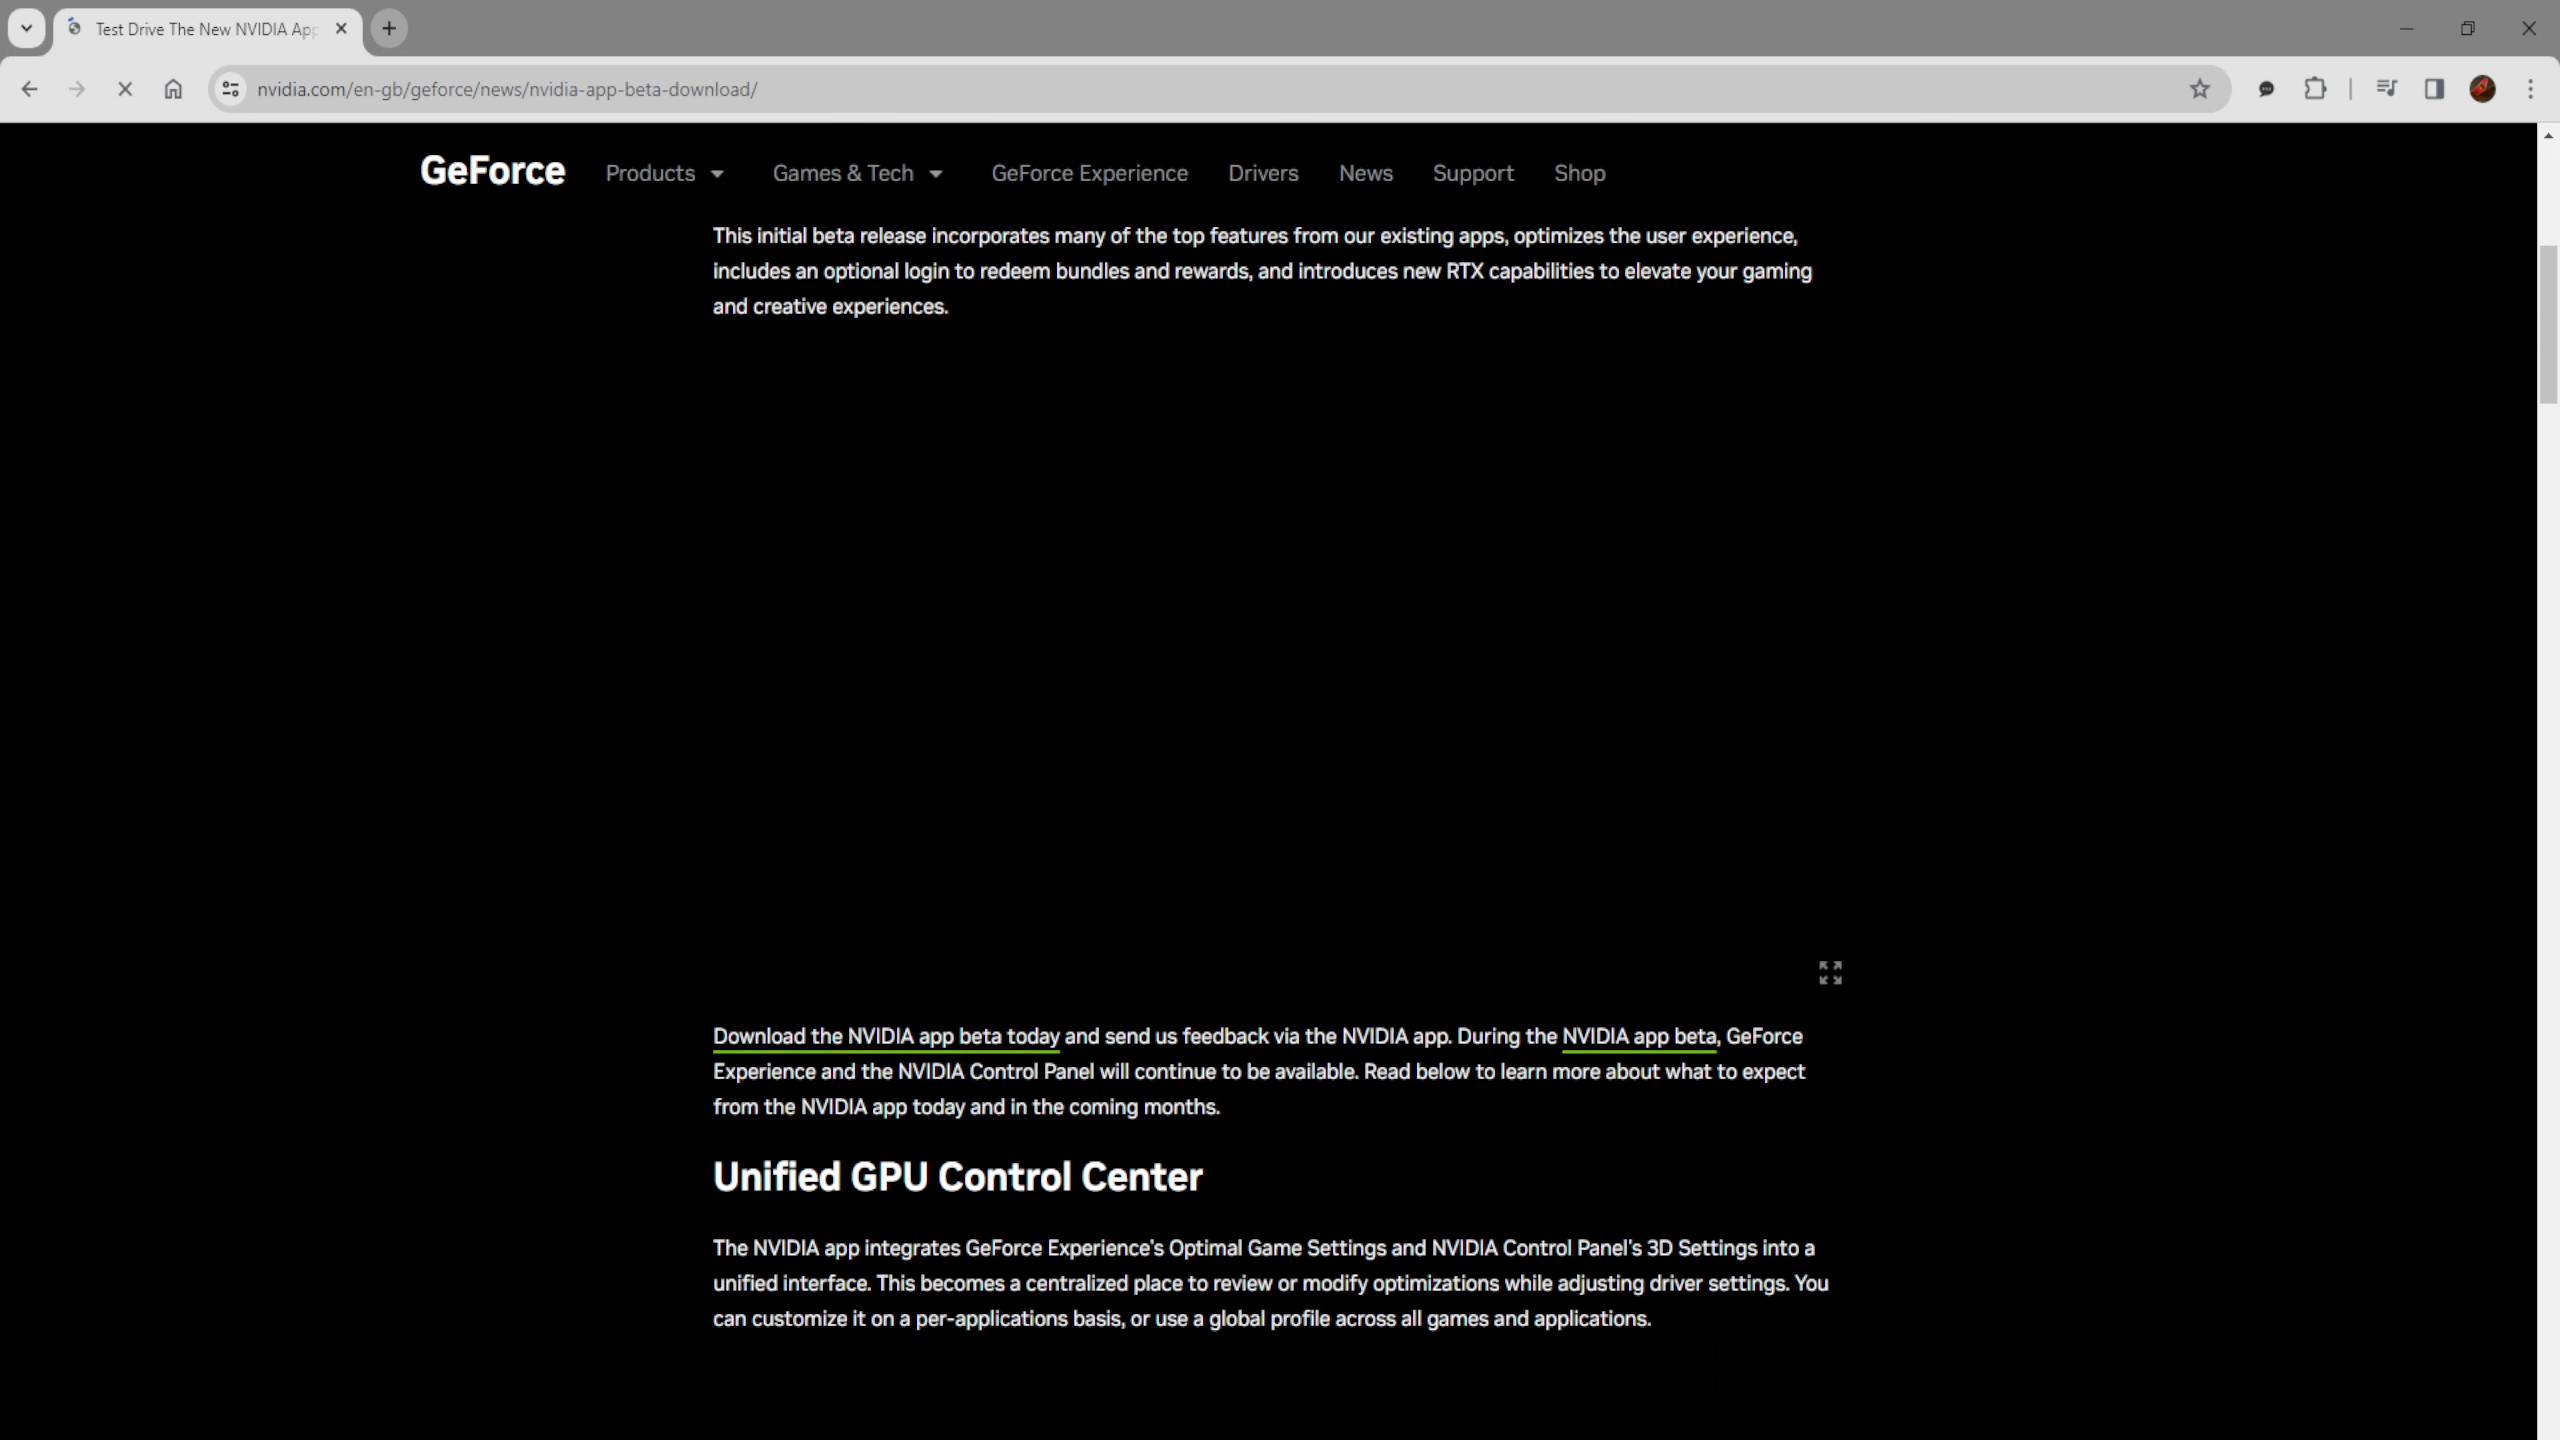 Test Drive The New NVIDIA App
nvidia.com/en-gb/geforce/news/nvidia-app-beta-download/
GeForce
Products
Games & Tech
GeForce Experience
Drivers
News
Support
Shop
This initial beta release incorporates many of the top features from our existing apps, optimizes the user experience,
includes an optional login to redeem bundles and rewards, and introduces new RTX capabilities to elevate your gaming
and creative experiences.
Download the NVIDIA app beta today and send us feedback via the NVIDIA app. During the NVIDIA app beta, GeForce
Experience and the NVIDIA Control Panel will continue to be available. Read below to learn more about what to expect
from the NVIDIA app today and in the coming months.
Unified GPU Control Center
The NVIDIA app integrates GeForce Experience's Optimal Game Settings and NVIDIA Control Panel's 3D Settings into a
unified interface. This becomes a centralized place to review or modify optimizations while adjusting driver settings. You
can customize it on a per-applications basis, or use a global profile across all games and applications.